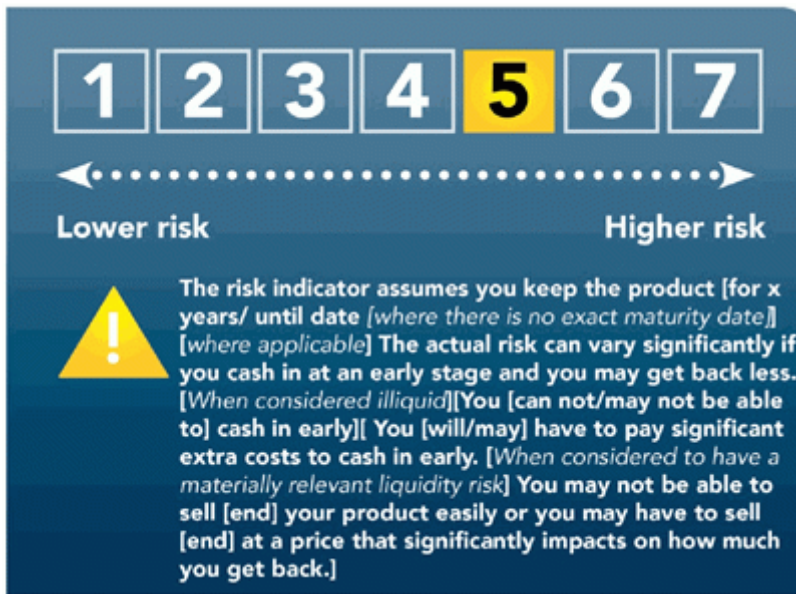 1 2 3 4 5 6 7
Lower risk Higher risk
!
The risk indicator assumes you keep the product [for x
years/ until date [where there is no exact maturity date]]
[where applicable] The actual risk can vary significantly if
you cash in at an early stage and you may get back less.
[When considered illiquid][You [can not/may not be able
to] cash in early][ You [will/may] have to pay significant
extra costs to cash in early. [When considered to have a
materially relevant liquidity risk] You may not be able to
sell [end] your product easily or you may have to sell
[end] at a price that significantly impacts on how much
you get back.]